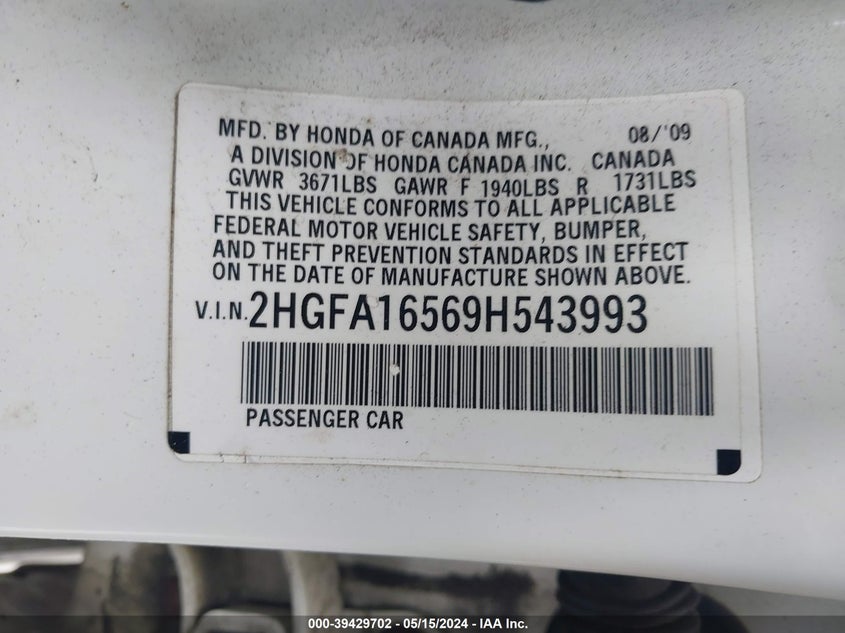 MFD. BY HONDA OF CANADA MFG., 08/'09
A DIVISION OF HONDA CANADA INC. CANADA
GVWR 3671LBS GAWR F 1940LBS R 1731LBS
THIS VEHICLE CONFORMS TO ALL APPLICABLE
FEDERAL MOTOR VEHICLE SAFETY, BUMPER,
AND THEFT PREVENTION STANDARDS IN EFFECT
ON THE DATE OF MANUFACTURE SHOWN ABOVE.
V.I.N. 2HGFA16569H543993
PASSENGER CAR
000-39429702 - 05/15/2024 - IAA Inc.